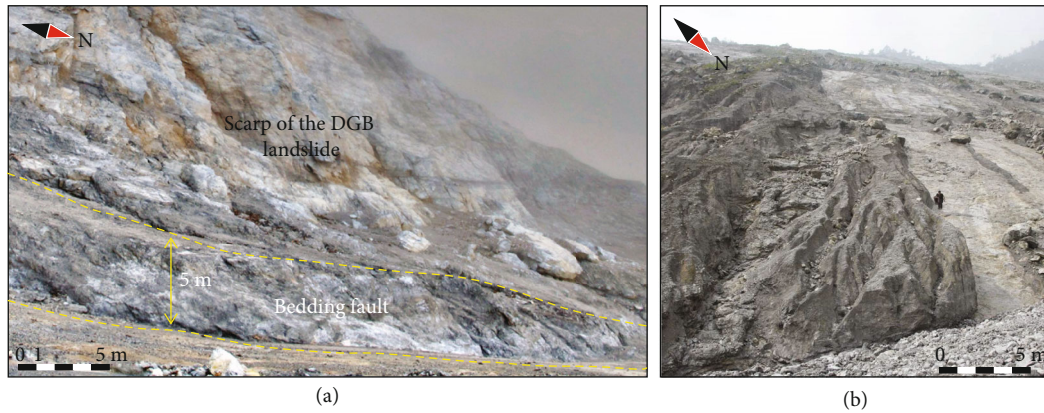 N
Scarp of the DGB
landslide
5 m
Bedding fault
0 1 5 m
(a)
N
0 5 m
(b)